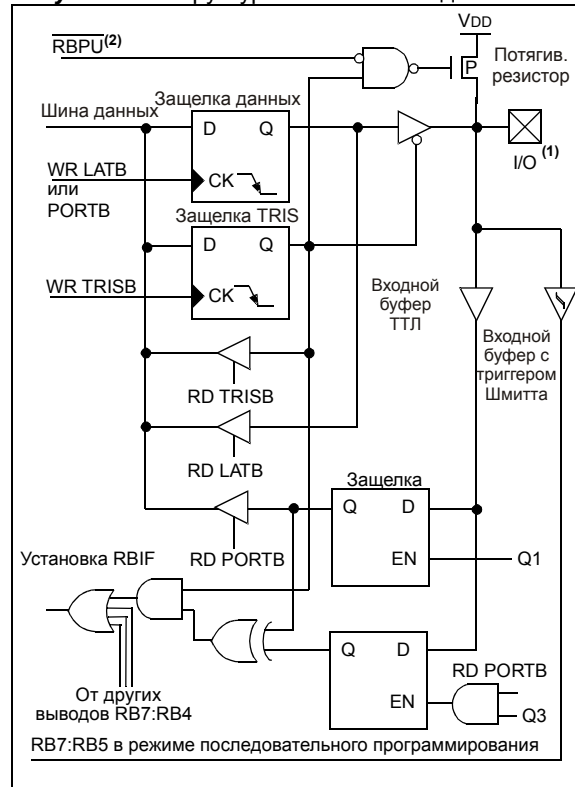 RBPU(2)
VDD
P
Потягив.
резистор
Шина данных
Защелка данных
D Q
I/O (1)
WR LATB
или
PORTB
CK
Защелка TRIS
D Q
WR TRISB
CK
Входной
буфер
ТТЛ
Входной
буфер с
триггером
Шмитта
RD TRISB
RD LATB
Защелка
Q D
EN
Q1
RD PORTB
Установка RBIF
Q D
EN
RD PORTB
Q3
От других
выводов RB7:RB4
RB7:RB5 в режиме последовательного программирования